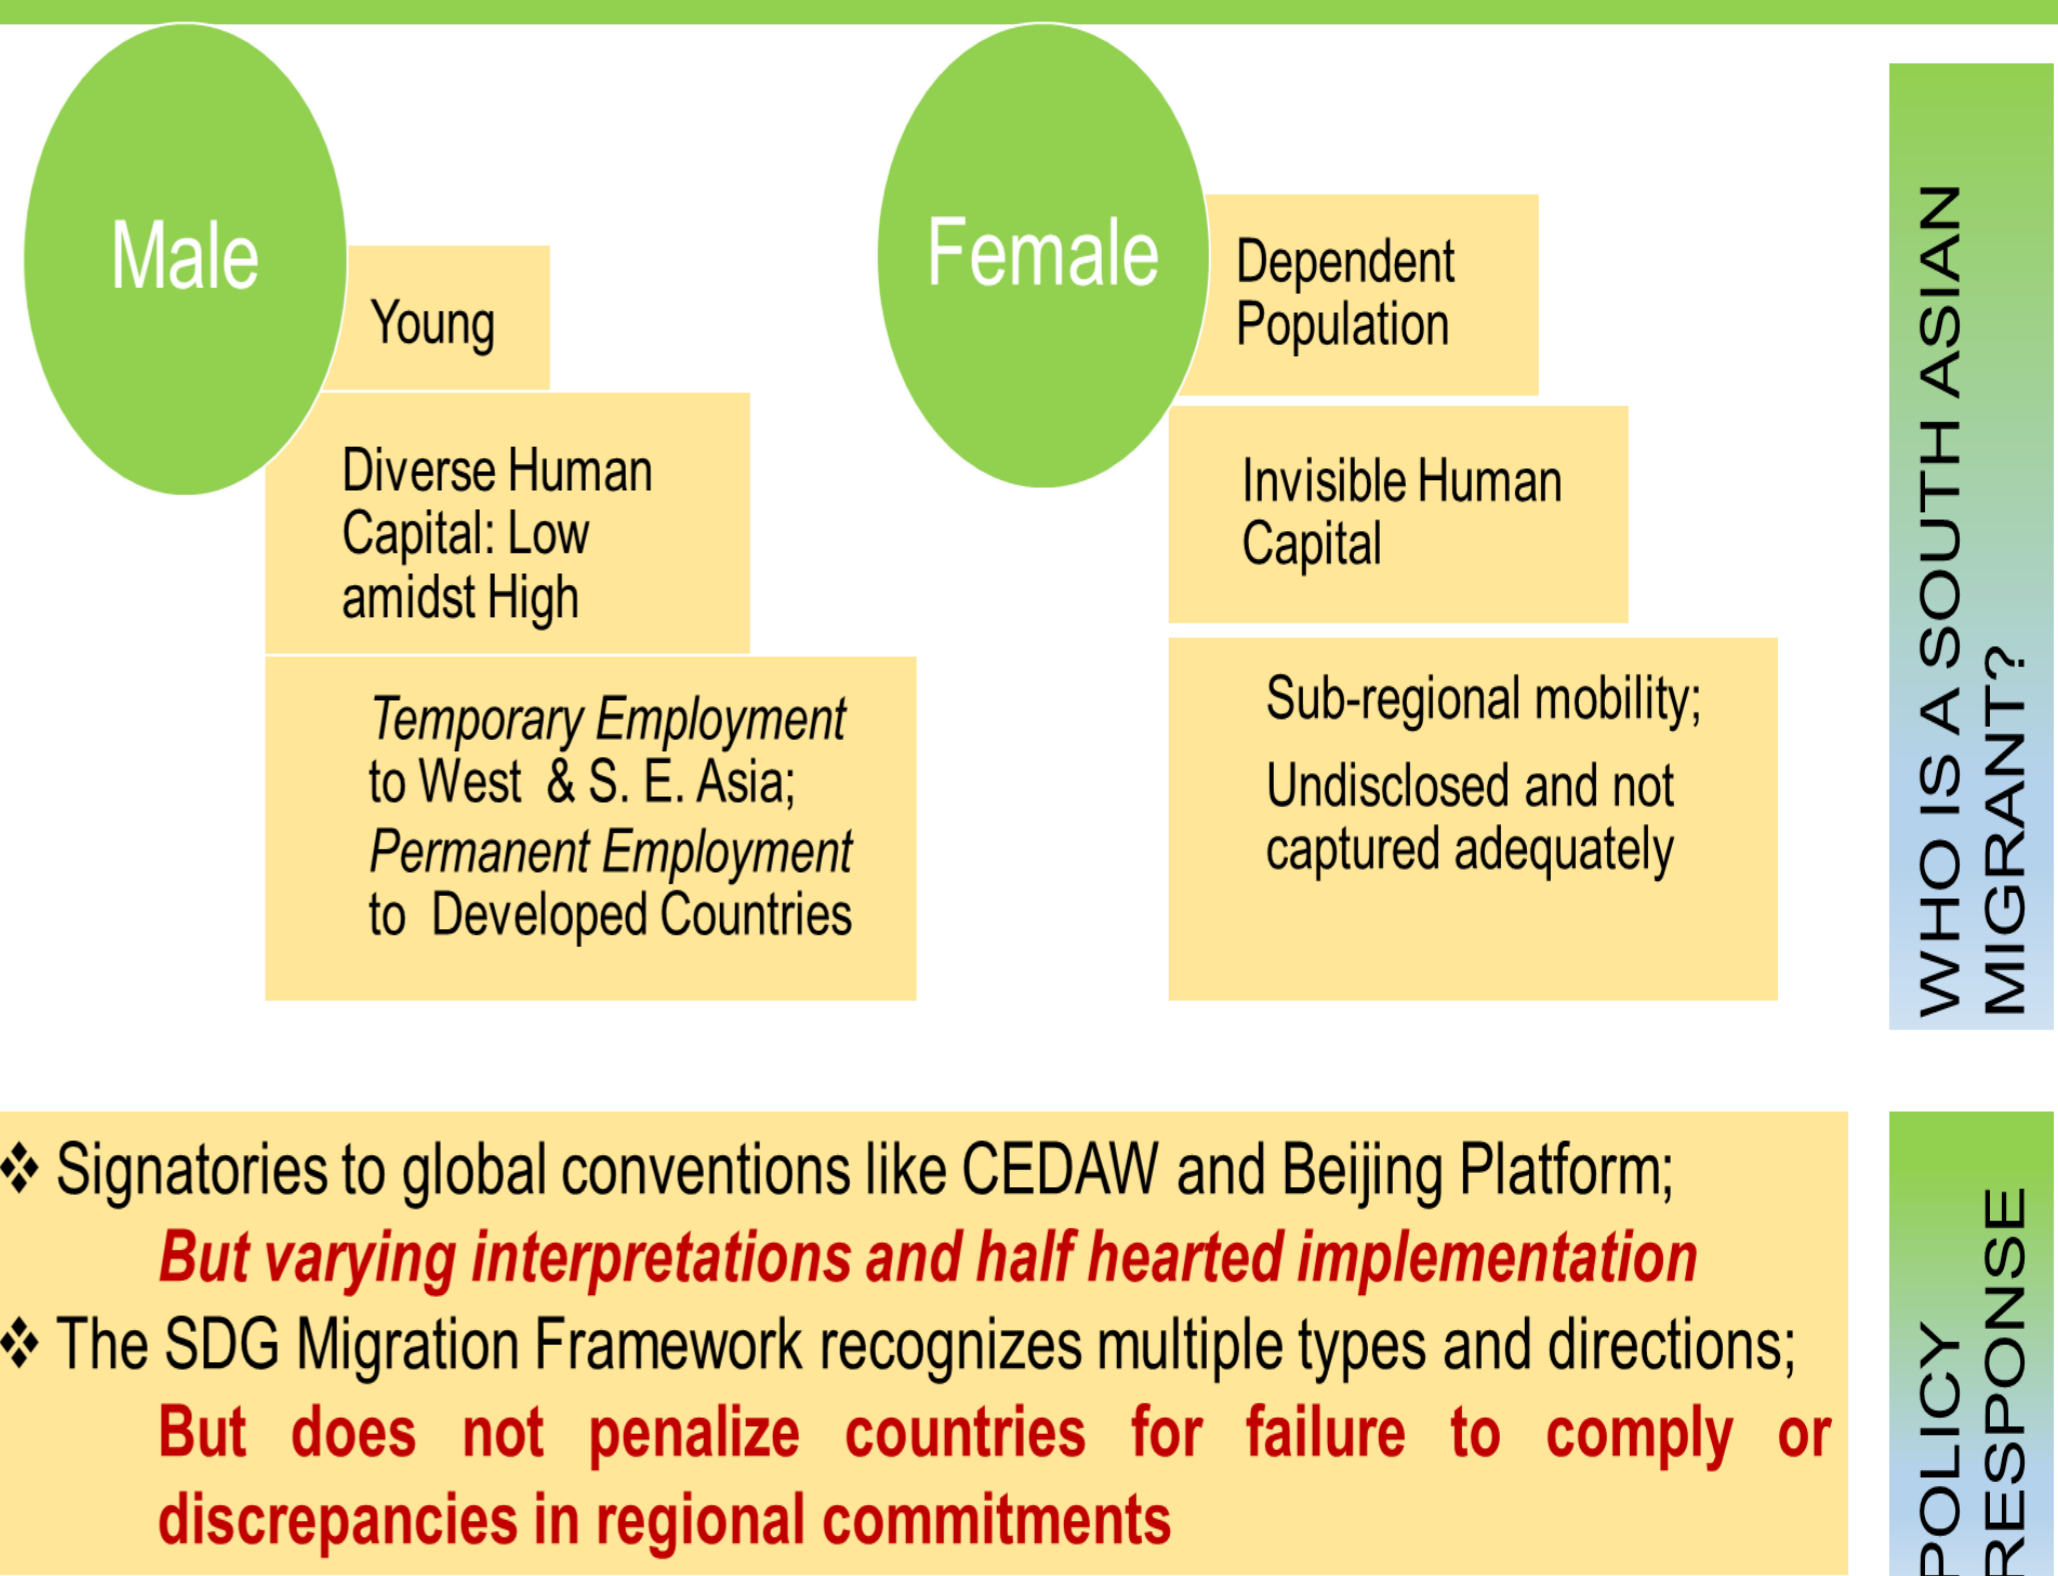 Male
Young
Diverse Human
Capital: Low
amidst High
Temporary Employment
to West & S. E. Asia;
Permanent Employment
to Developed Countries
Female
Dependent
Population
Invisible Human
Capital
Sub-regional mobility;
Undisclosed and not
captured adequately
WHO IS A SOUTH ASIAN
MIGRANT?
❖ Signatories to global conventions like CEDAW and Beijing Platform;
But varying interpretations and half hearted implementation
❖ The SDG Migration Framework recognizes multiple types and directions;
But does not penalize countries for failure to comply or
discrepancies in regional commitments
POLICY
RESPONSE